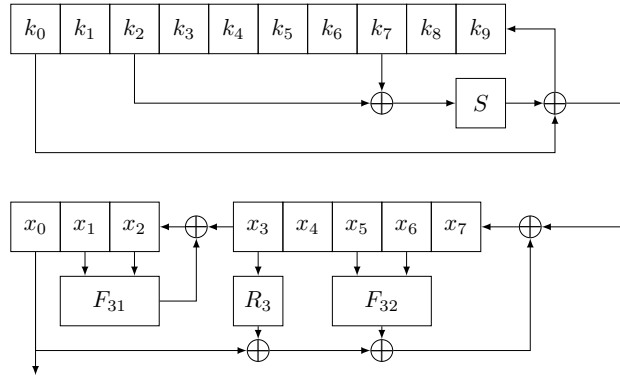 k₀ k₁ k₂ k₃ k₄ k₅ k₆ k₇ k₈ k₉
S
x₀ x₁ x₂ x₃ x₄ x₅ x₆ x₇
F₃₁ R₃ F₃₂